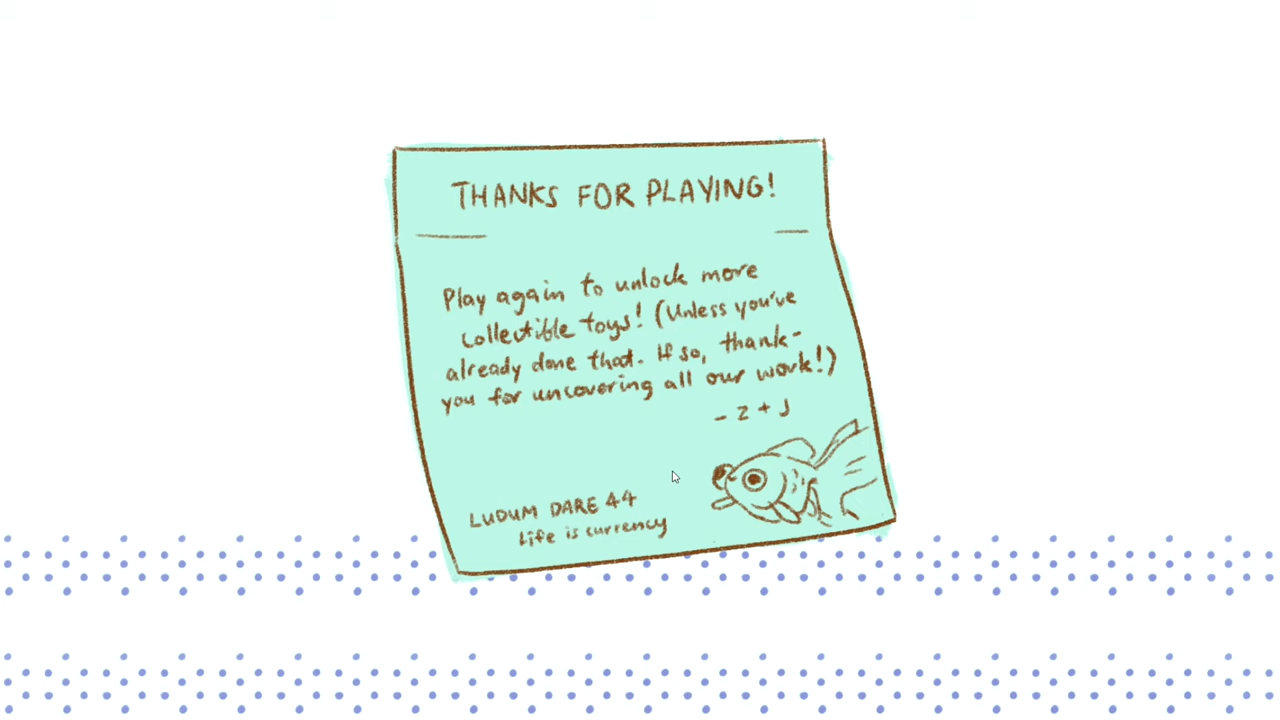 THANKS FOR PLAYING!
Play again to unlock more
collectible toys! (Unless you've
already done that. If so, thank-
you for uncovering all our work!)
- Z + J
LUDUM DARE 44
Life is currency